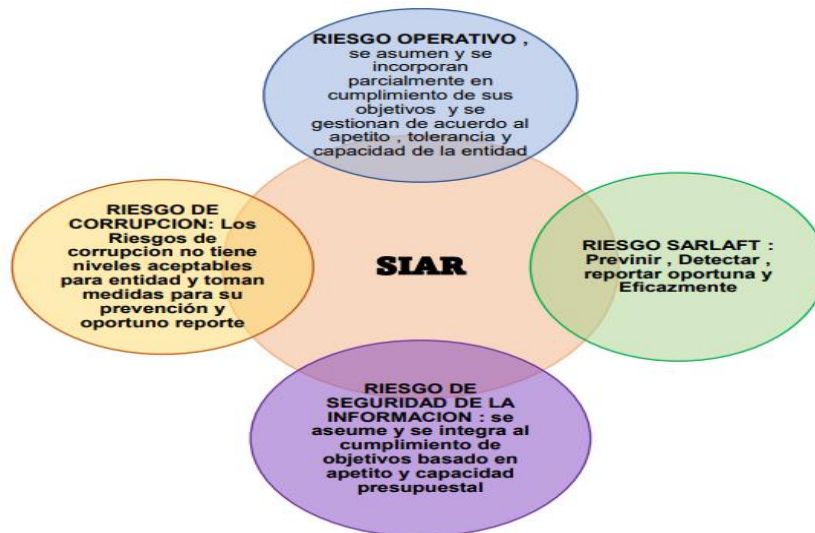 RIESGO OPERATIVO ,
se asumen y se
incorporan
parcialmente en
cumplimiento de sus
objetivos y se
gestionan de acuerdo al
apetito , tolerancia y
capacidad de la entidad
RIESGO DE
CORRUPCION: Los
Riesgos de
corrupcion no tiene
niveles aceptables
para entidad y toman
medidas para su
prevención y
oportuno reporte
SIAR
RIESGO SARLAFT :
Previnir , Detectar ,
reportar oportuna y
Eficazmente
RIESGO DE
SEGURIDAD DE LA
INFORMACION : se
aseume y se integra al
cumplimiento de
objetivos basado en
apetito y capacidad
presupuestal